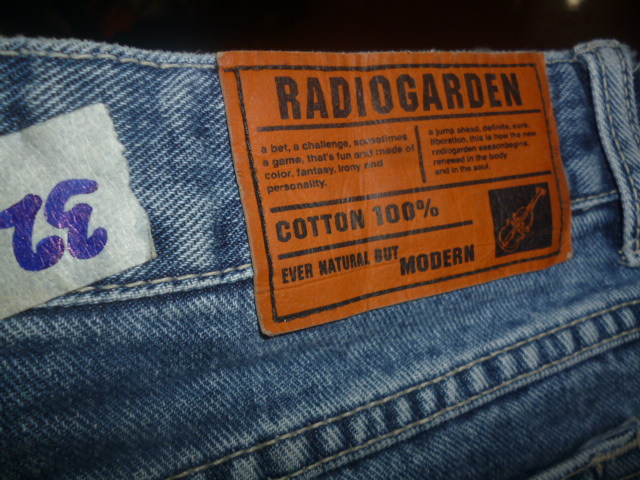 RADIOGARDEN
a bet, a challenge, sometimes
a game, that's fun and made of
color, fantasy, irony and
personality.
a jump ahead, definite, sure,
liberation, this is how the new
radiogarden seasonbegins.
renewed in the body
and in the soul.
COTTON 100%
EVER NATURAL BUT MODERN
32